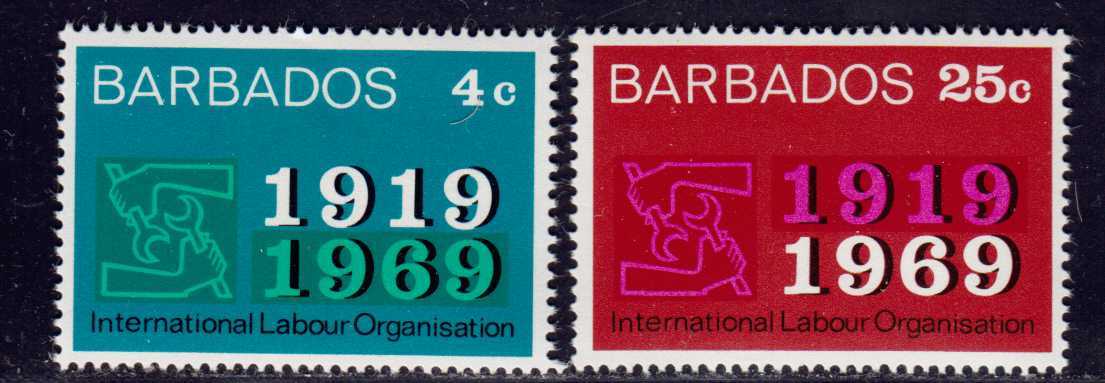 BARBADOS 4c
1919
1969
International Labour Organisation
BARBADOS 25c
1919
1969
International Labour Organisation